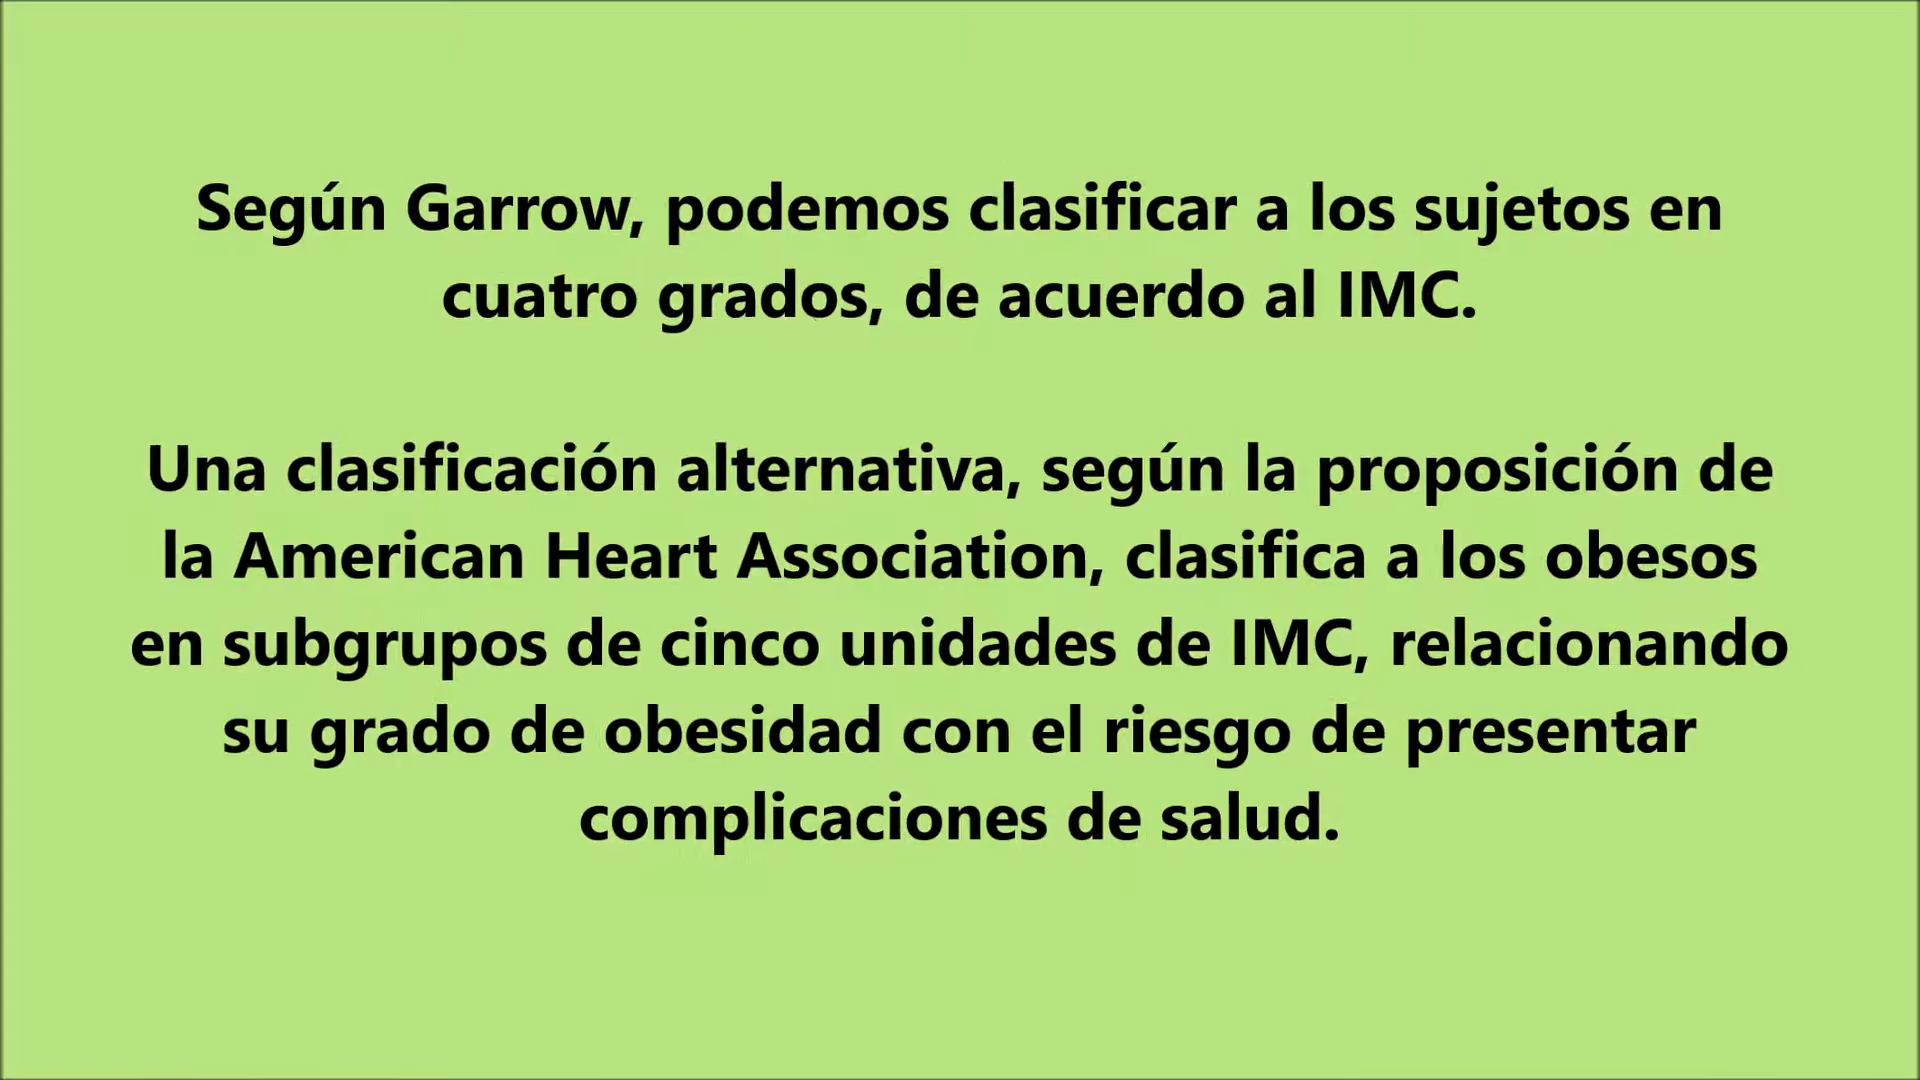 Según Garrow, podemos clasificar a los sujetos en
cuatro grados, de acuerdo al IMC.
Una clasificación alternativa, según la proposición de
la American Heart Association, clasifica a los obesos
en subgrupos de cinco unidades de IMC, relacionando
su grado de obesidad con el riesgo de presentar
complicaciones de salud.